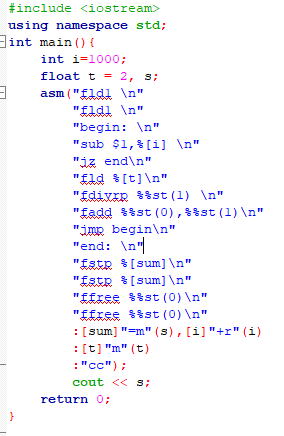 #include <iostream>
using namespace std;
int main(){
int i=1000;
float t = 2, s;
asm("fld1 \n"
"fld1 \n"
"begin: \n"
"sub $1,%[i] \n"
"jz end\n"
"fld %[t]\n"
"fdivrp %%st(1) \n"
"fadd %%st(0),%%st(1)\n"
"jmp begin\n"
"end: \n"
"fstp %[sum]\n"
"fstp %[sum]\n"
"ffree %%st(0)\n"
"ffree %%st(0)\n"
:[sum]"=m"(s),[i]"+r"(i)
:[t]"m"(t)
:"cc");
cout << s;
return 0;
}